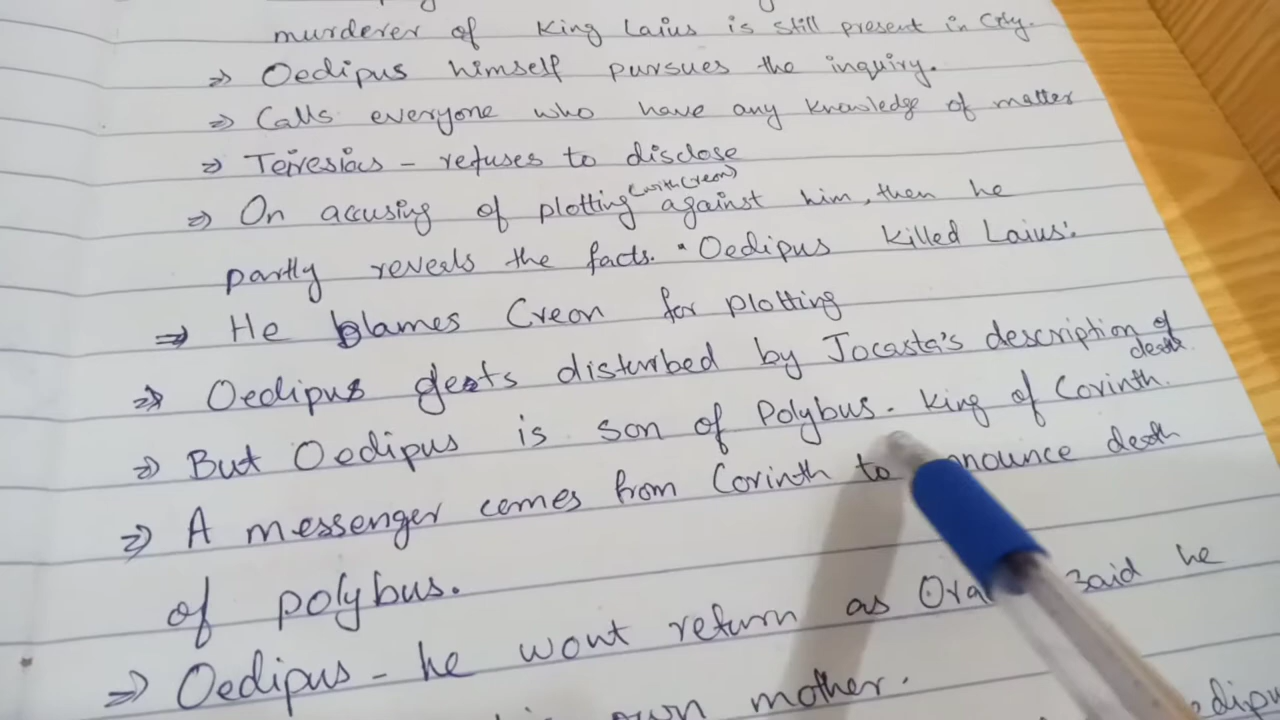 murderer of King Laius is still present in City.
⇒ Oedipus himself pursues the inquiry.
⇒ Calls everyone who have any knowledge of matter
⇒ Teiresias - refuses to disclose
⇒ On accusing of plotting (with Creon) against him, then he
partly reveals the facts. "Oedipus killed Laius".
⇒ He blames Creon for plotting
⇒ Oedipus gets disturbed by Jocasta's description of death.
⇒ But Oedipus is son of Polybus. King of Corinth.
⇒ A messenger comes from Corinth to nnounce death
of polybus.
⇒ Oedipus - he wont return as Ora said he
own mother.